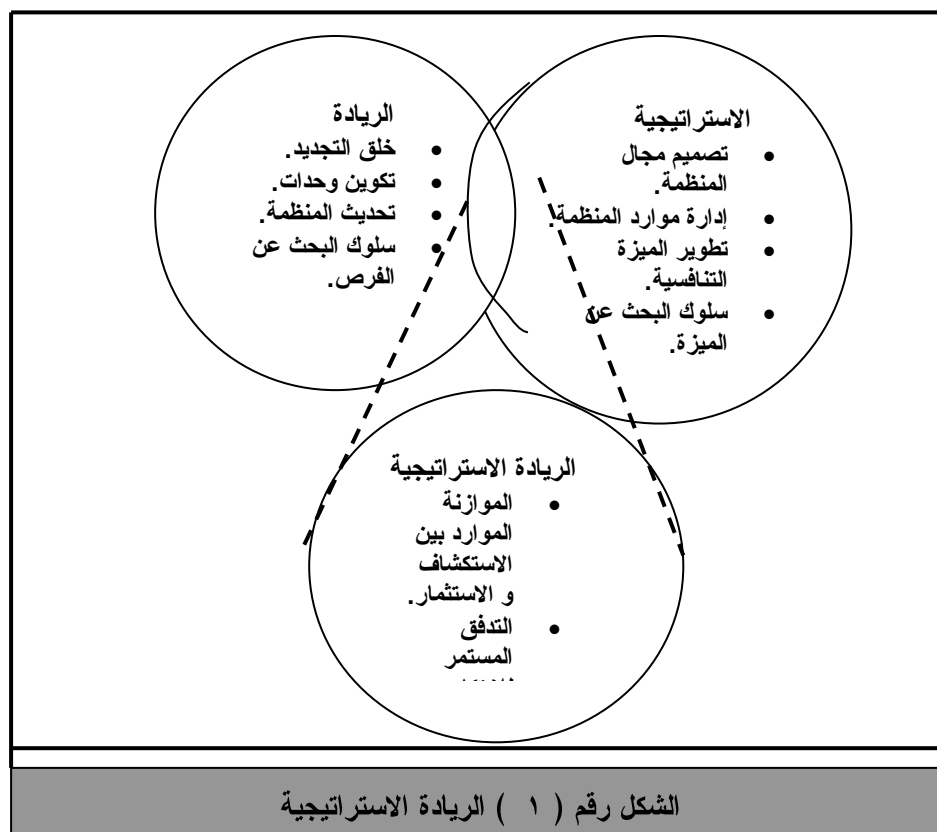 الاستراتيجية
• تصميم مجال
المنظمة.
• إدارة موارد المنظمة.
• تطوير الميزة
التنافسية.
• سلوك البحث عن
الميزة.
الريادة
• خلق التجديد.
• تكوين وحدات.
• تحديث المنظمة.
• سلوك البحث عن
الفرص.
الريادة الاستراتيجية
• الموازنة
الموارد بين
الاستكشاف
و الاستثمار.
• التدفق
المستمر
الشكل رقم ( ١ ) الريادة الاستراتيجية